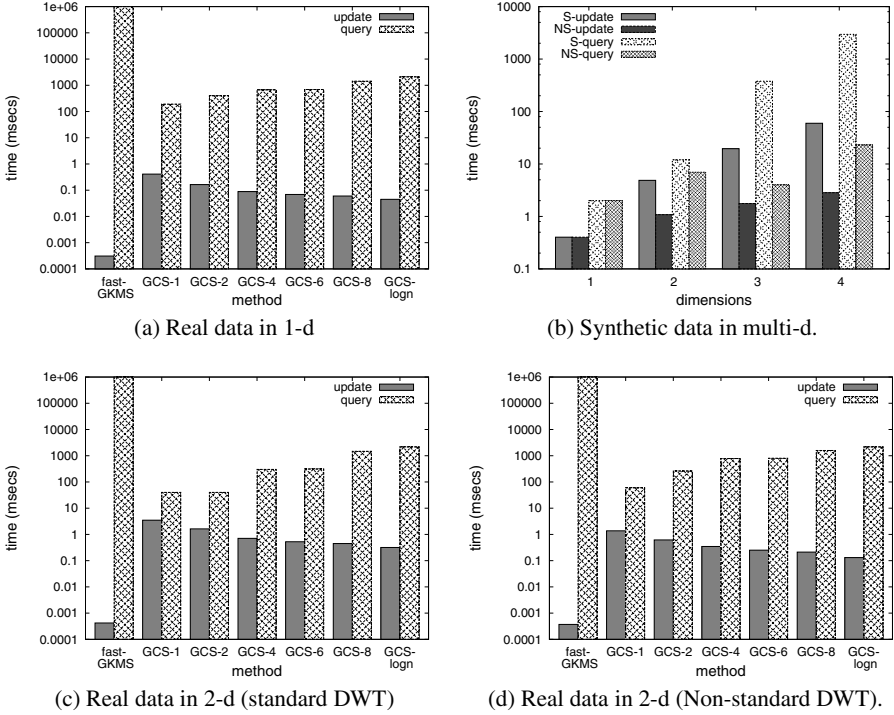 update
query
1e+06
100000
10000
1000
100
10
1
0.1
0.01
0.001
0.0001
time (msecs)
fast-GKMS GCS-1 GCS-2 GCS-4 GCS-6 GCS-8 GCS-logn
method
(a) Real data in 1-d
S-update
NS-update
S-query
NS-query
10000
1000
100
10
1
0.1
time (msecs)
1 2 3 4
dimensions
(b) Synthetic data in multi-d.
update
query
1e+06
100000
10000
1000
100
10
1
0.1
0.01
0.001
0.0001
time (msecs)
fast-GKMS GCS-1 GCS-2 GCS-4 GCS-6 GCS-8 GCS-logn
method
(c) Real data in 2-d (standard DWT)
update
query
1e+06
100000
10000
1000
100
10
1
0.1
0.01
0.001
0.0001
time (msecs)
fast-GKMS GCS-1 GCS-2 GCS-4 GCS-6 GCS-8 GCS-logn
method
(d) Real data in 2-d (Non-standard DWT).